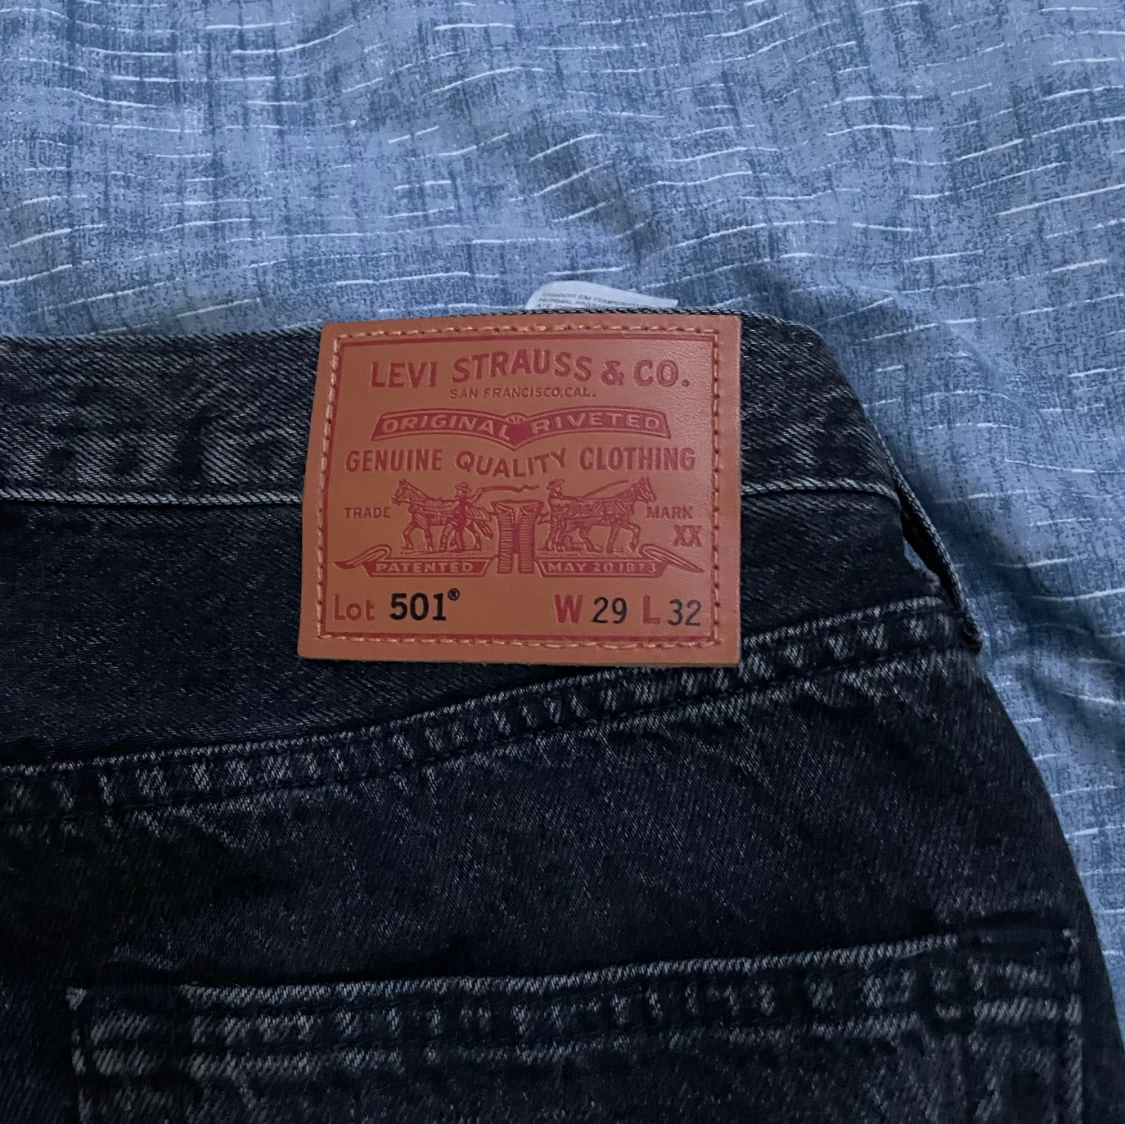 LEVI STRAUSS & CO.
SAN FRANCISCO, CAL.
ORIGINAL RIVETED
GENUINE QUALITY CLOTHING
TRADE MARK
XX
PATENTED MAY 20 1873
Lot 501® W 29 L 32